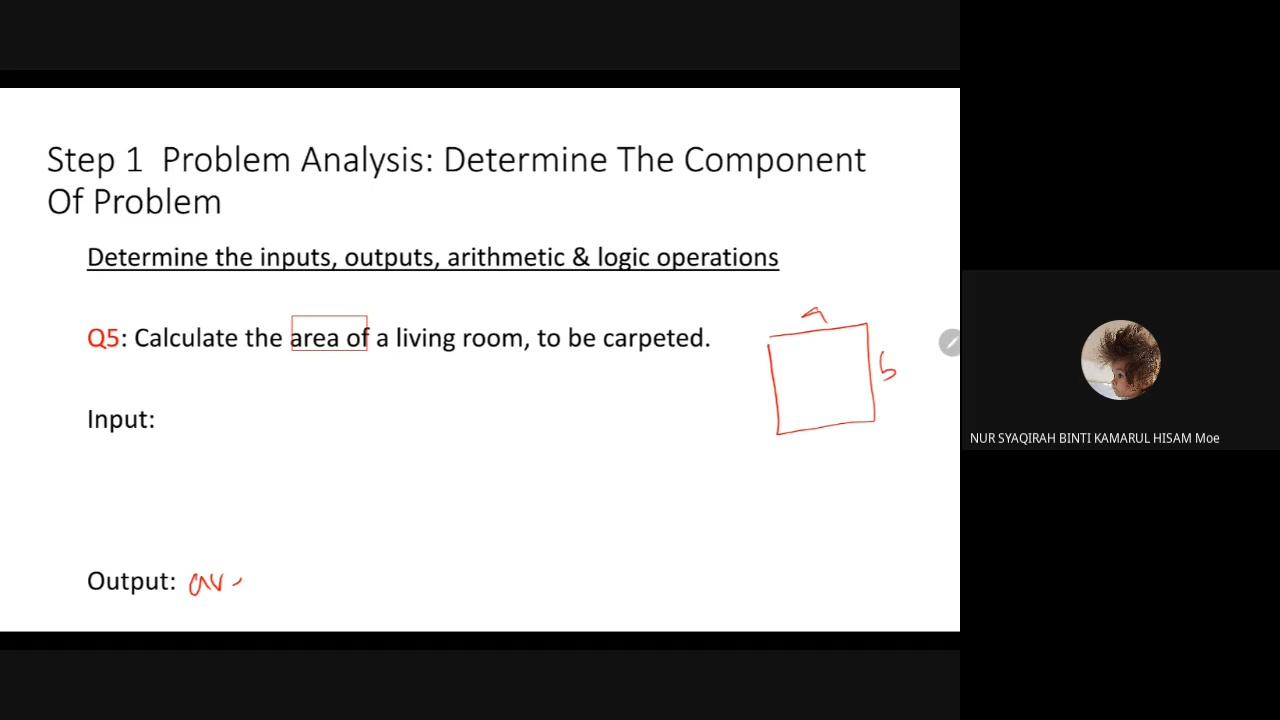 Step 1 Problem Analysis: Determine The Component
Of Problem
Determine the inputs, outputs, arithmetic & logic operations
Q5: Calculate the area of a living room, to be carpeted.
a
b
Input:
Output:
NUR SYAQIRAH BINTI KAMARUL HISAM Moe